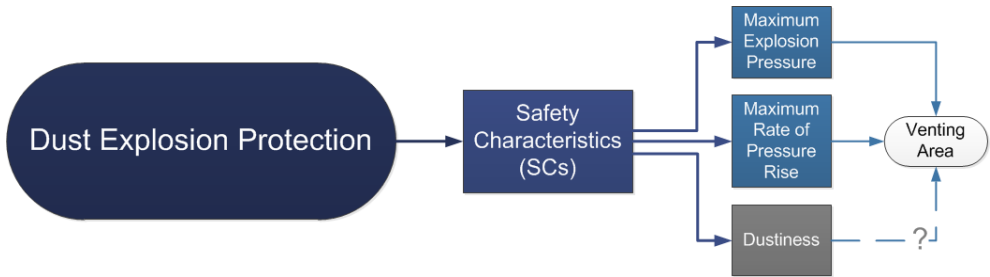 Dust Explosion Protection
Safety
Characteristics
(SCs)
Maximum
Explosion
Pressure
Maximum
Rate of
Pressure
Rise
Dustiness
?
Venting
Area